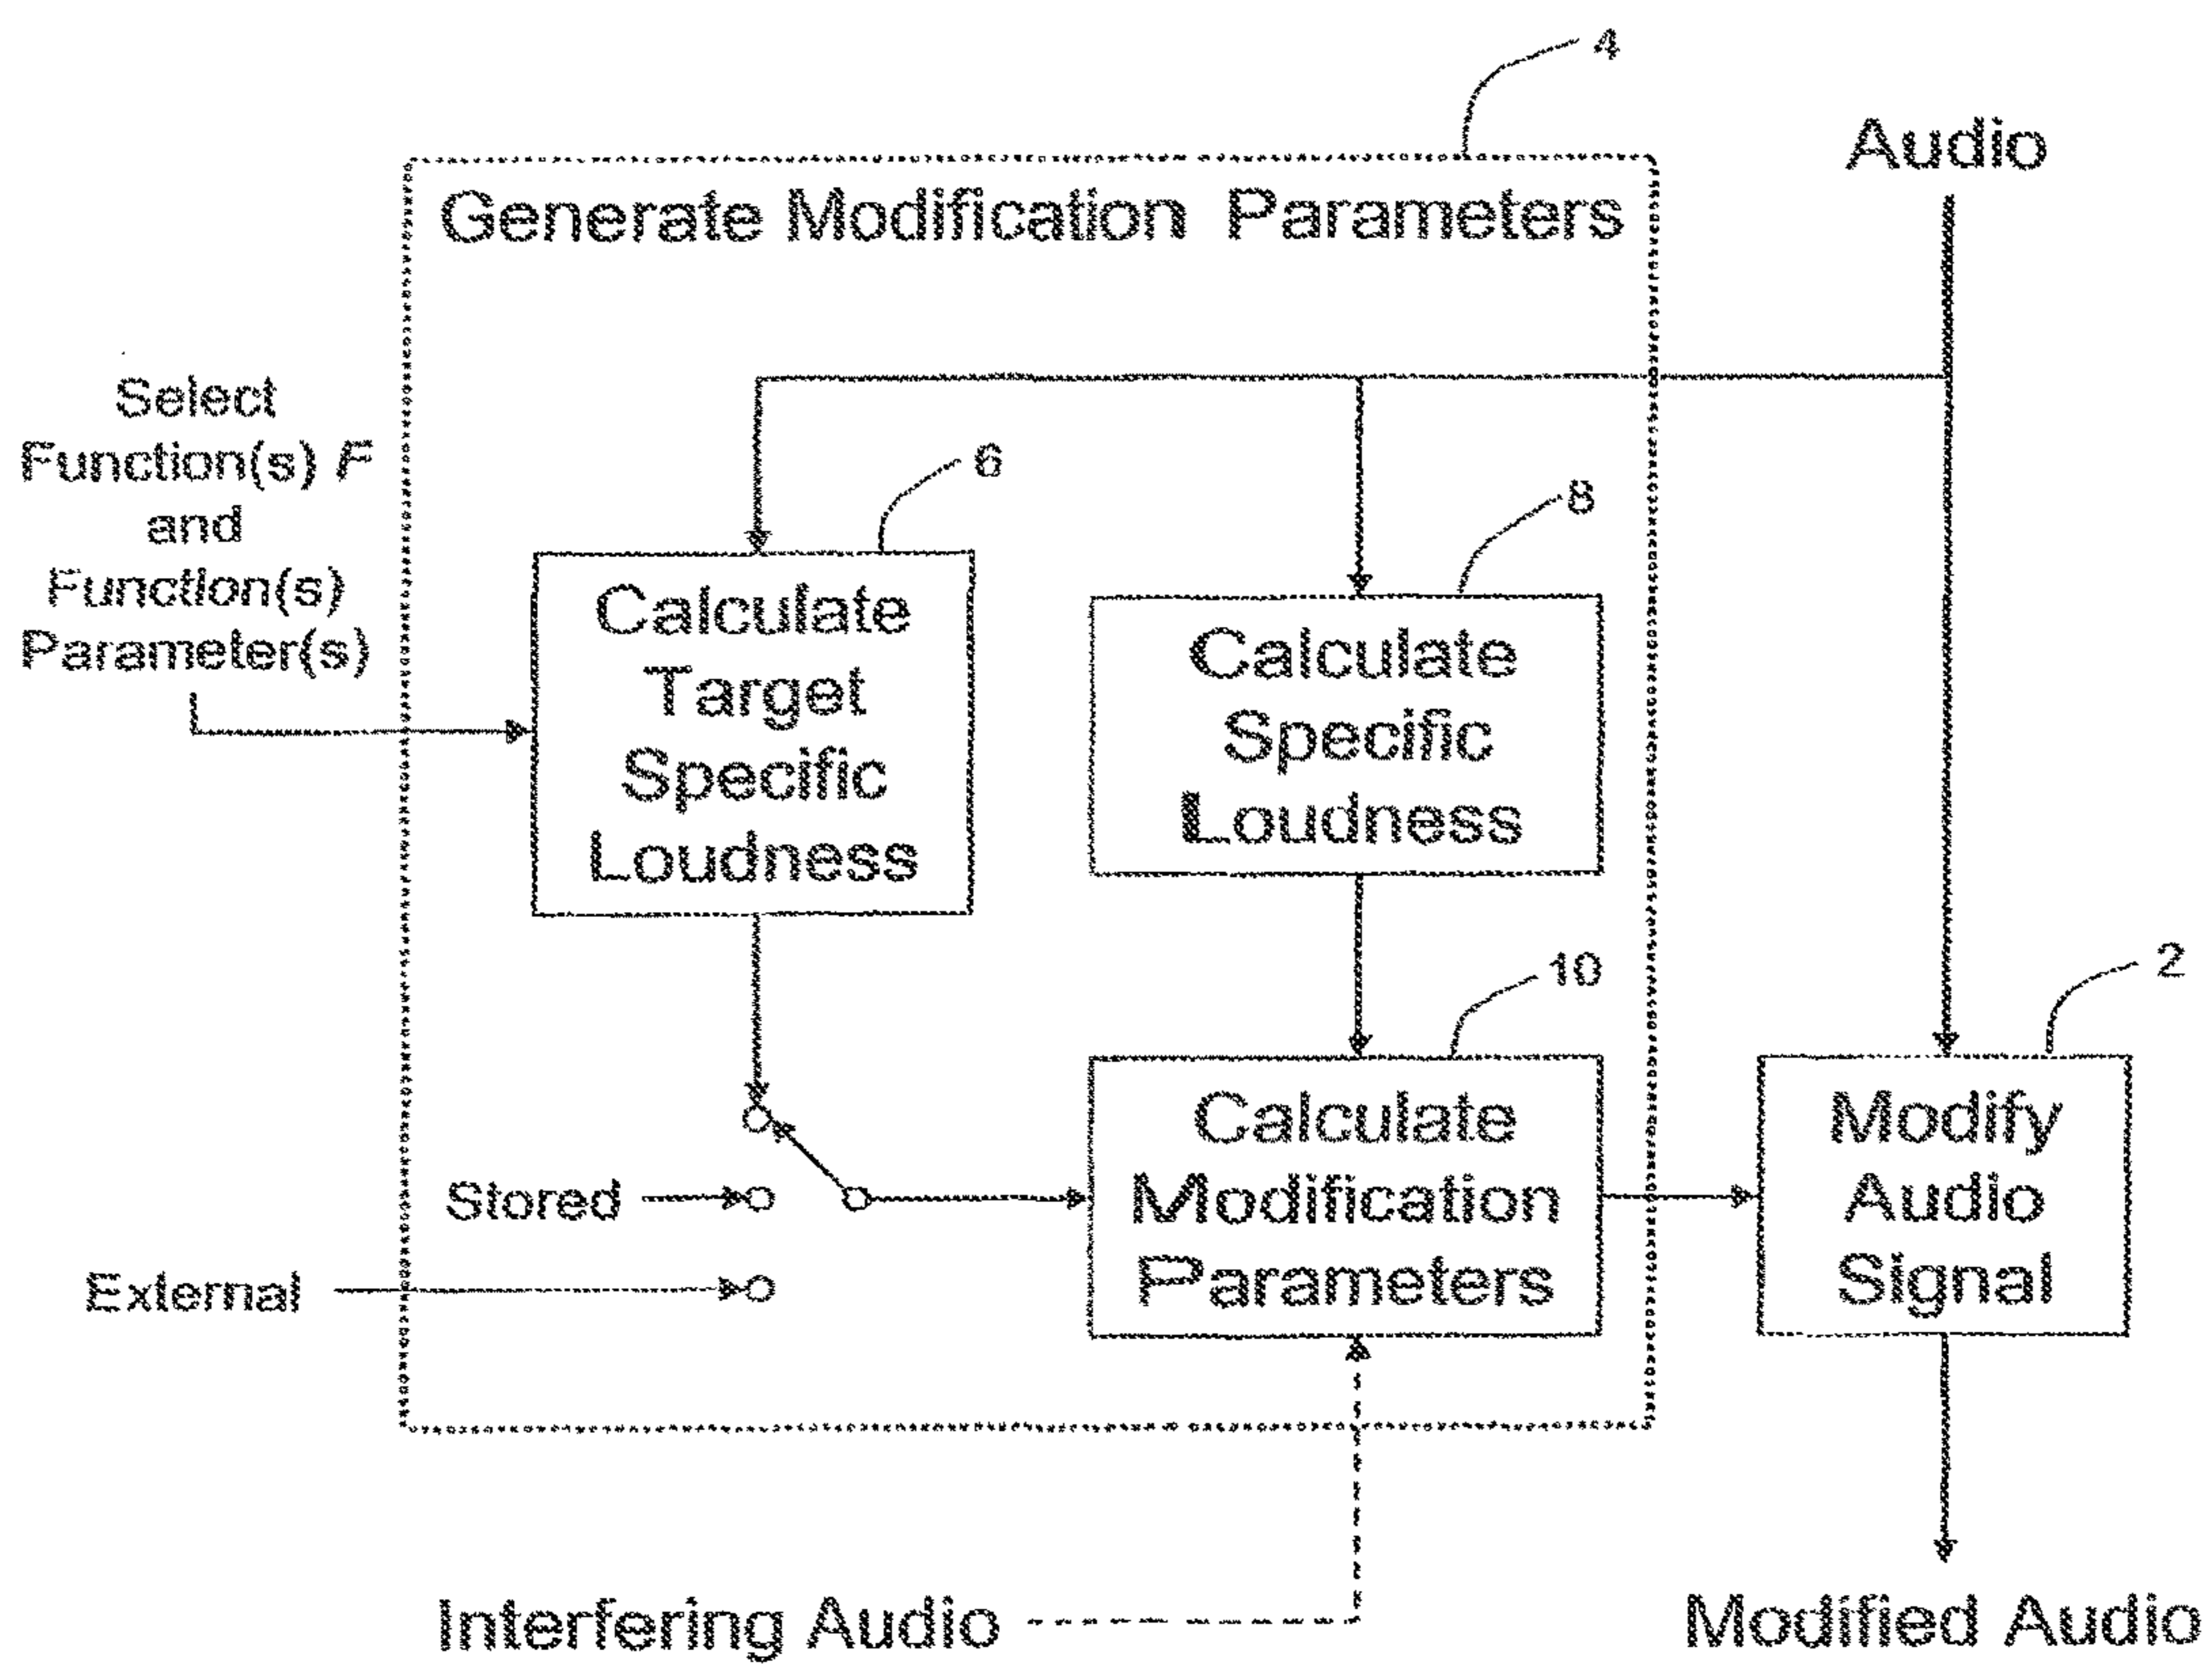 4
Audio
Generate Modification Parameters
Select
Function(s) F
and
Function(s)
Parameter(s)
6
8
Calculate
Target
Specific
Loudness
Calculate
Specific
Loudness
10
2
Calculate
Modification
Parameters
Modify
Audio
Signal
Stored
External
Interfering Audio
Modified Audio